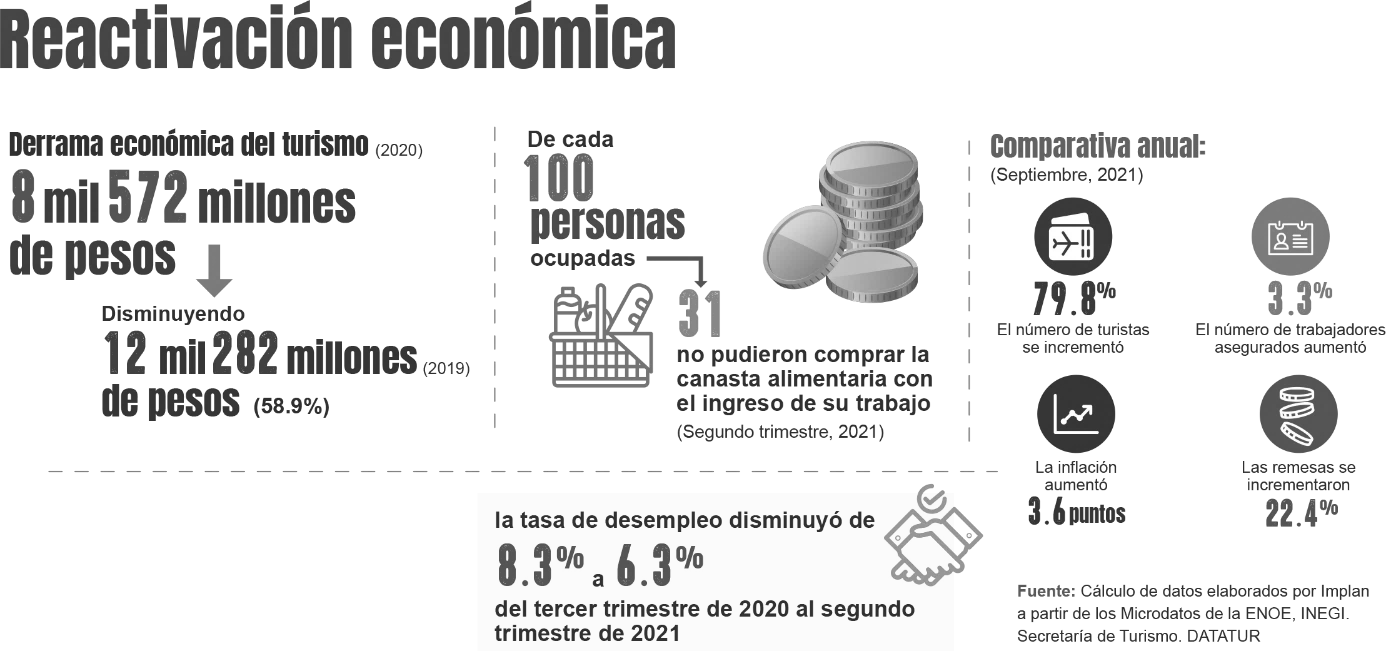 Reactivación económica
Derrama económica del turismo (2020)
8 mil 572 millones
de pesos
Disminuyendo
12 mil 282 millones (2019)
de pesos (58.9%)
De cada
100
personas
ocupadas
31
no pudieron comprar la
canasta alimentaria con
el ingreso de su trabajo
(Segundo trimestre, 2021)
Comparativa anual:
(Septiembre, 2021)
79.8%
El número de turistas
se incrementó
3.3%
El número de trabajadores
asegurados aumentó
La inflación
aumentó
3.6 puntos
Las remesas se
incrementaron
22.4%
la tasa de desempleo disminuyó de
8.3% a 6.3%
del tercer trimestre de 2020 al segundo
trimestre de 2021
Fuente: Cálculo de datos elaborados por Implan
a partir de los Microdatos de la ENOE, INEGI.
Secretaría de Turismo. DATATUR